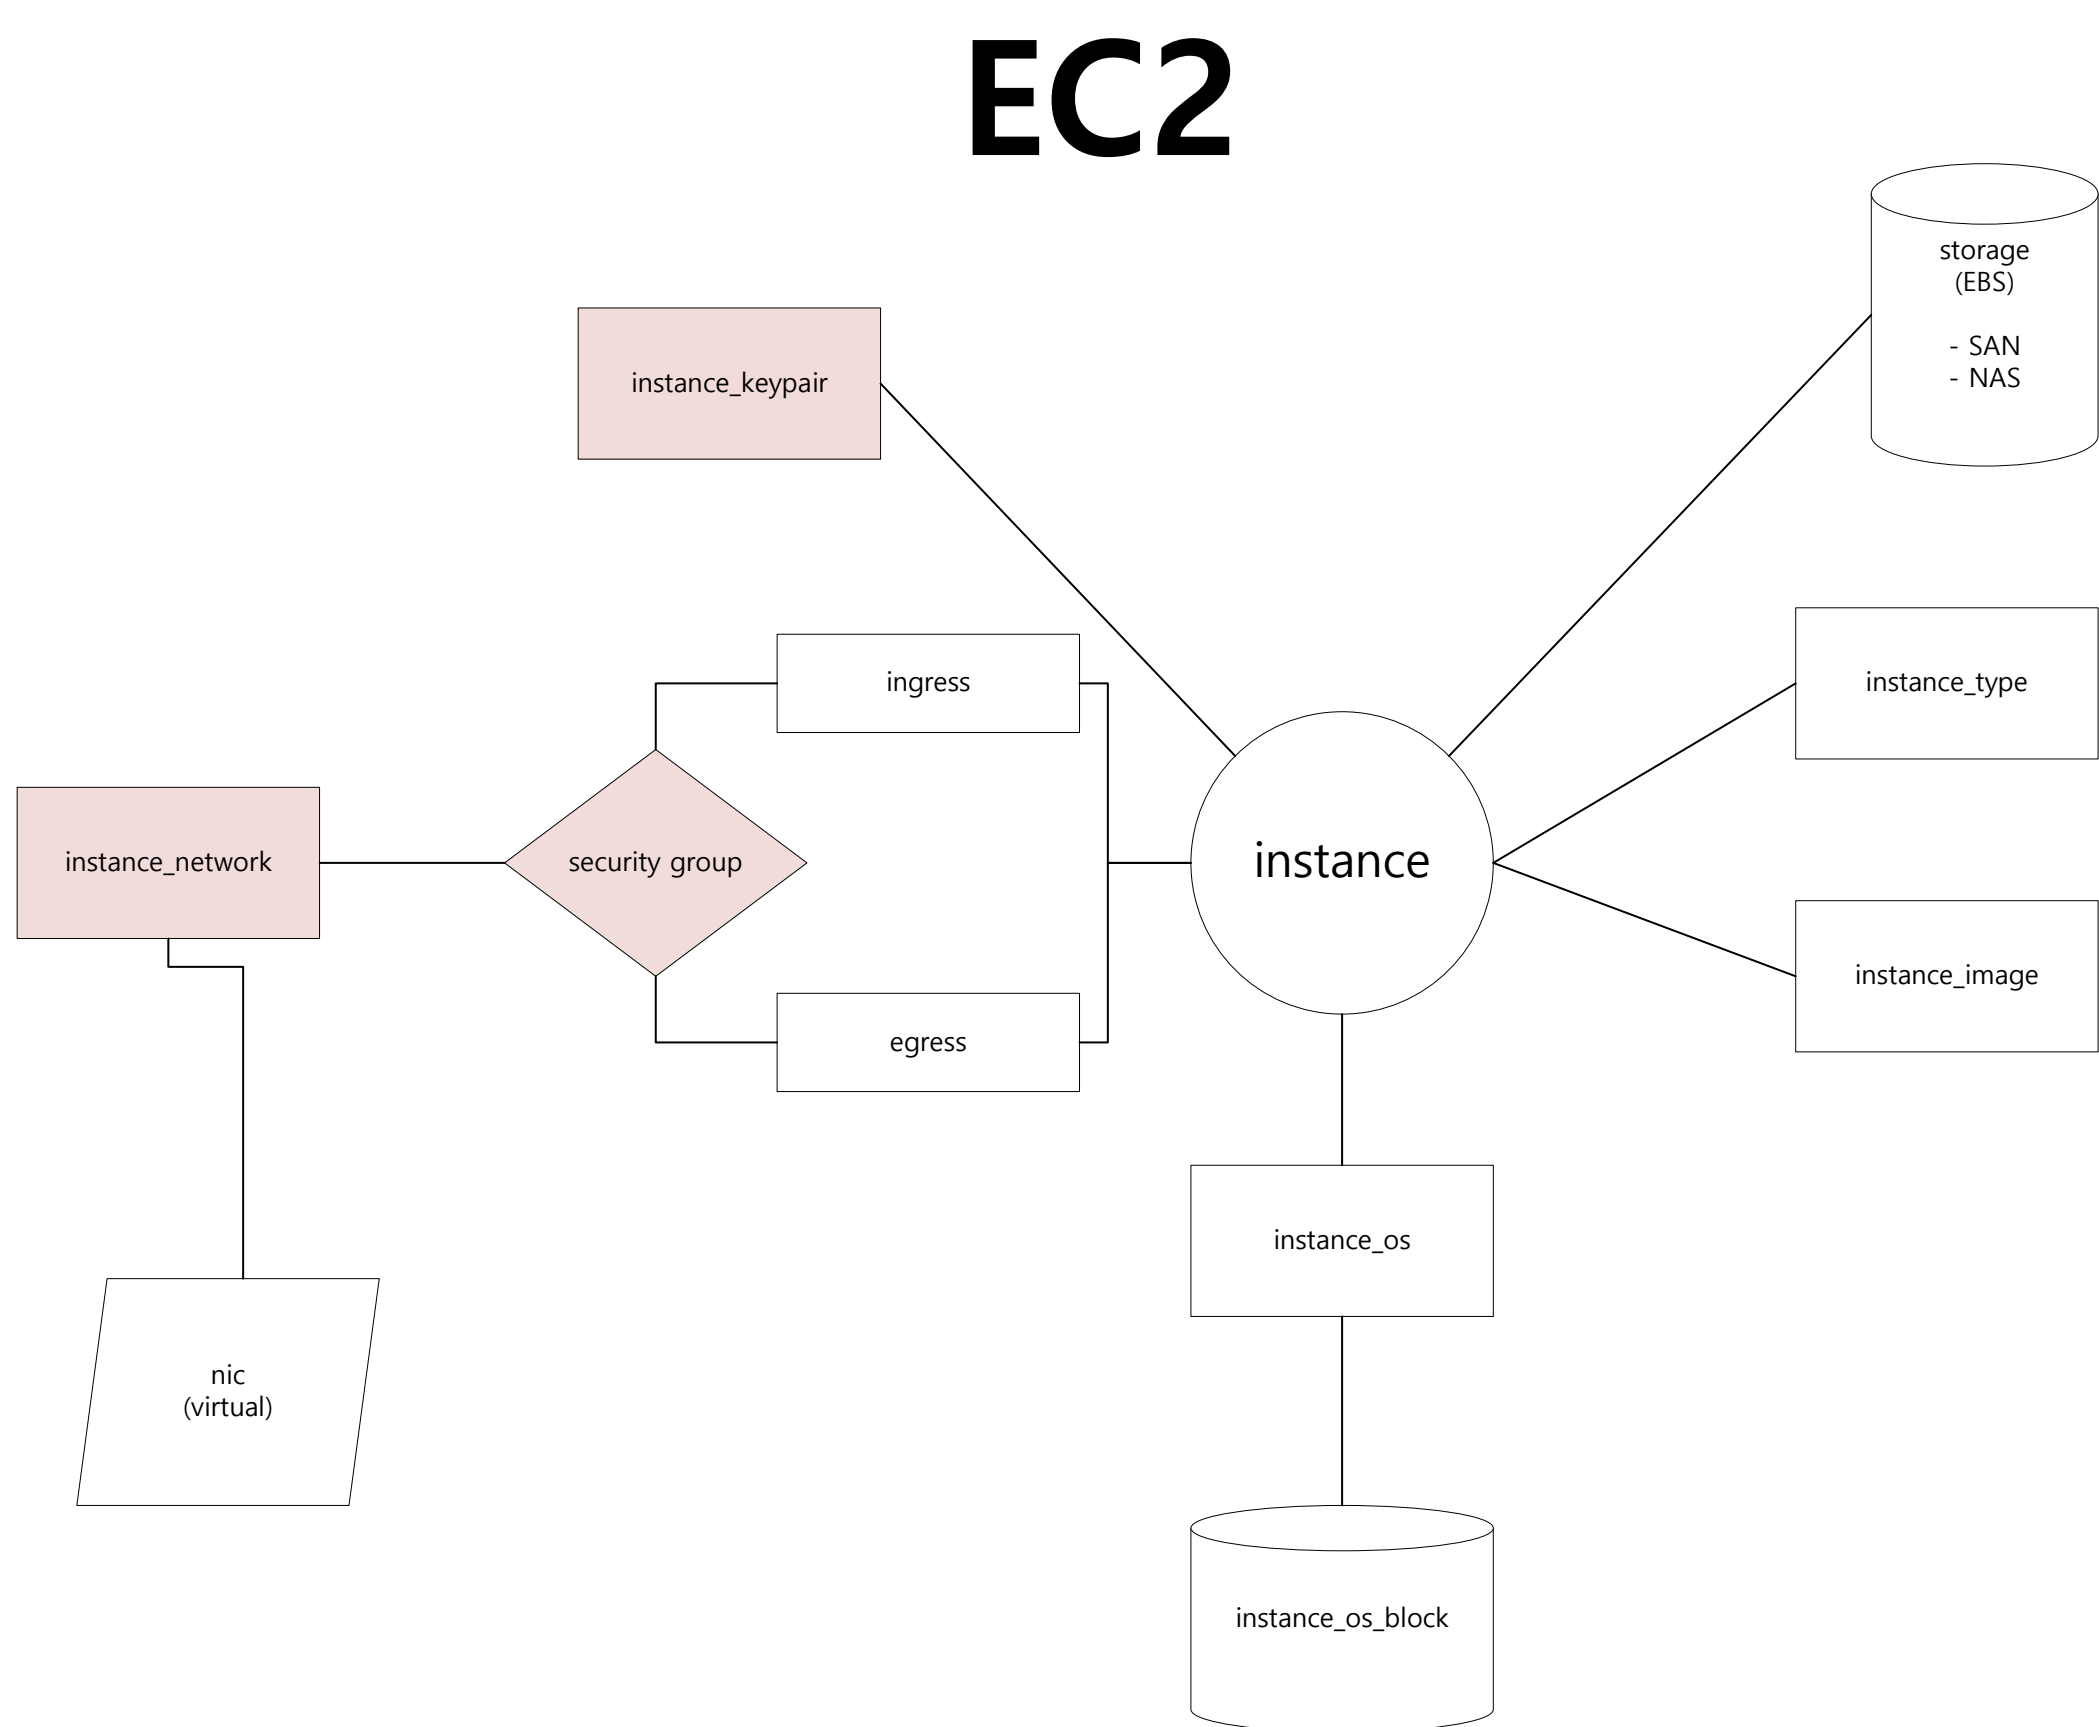 EC2
storage
(EBS)
- SAN
- NAS
instance_keypair
ingress
instance_type
instance_network
security group
instance
instance_image
egress
instance_os
nic
(virtual)
instance_os_block